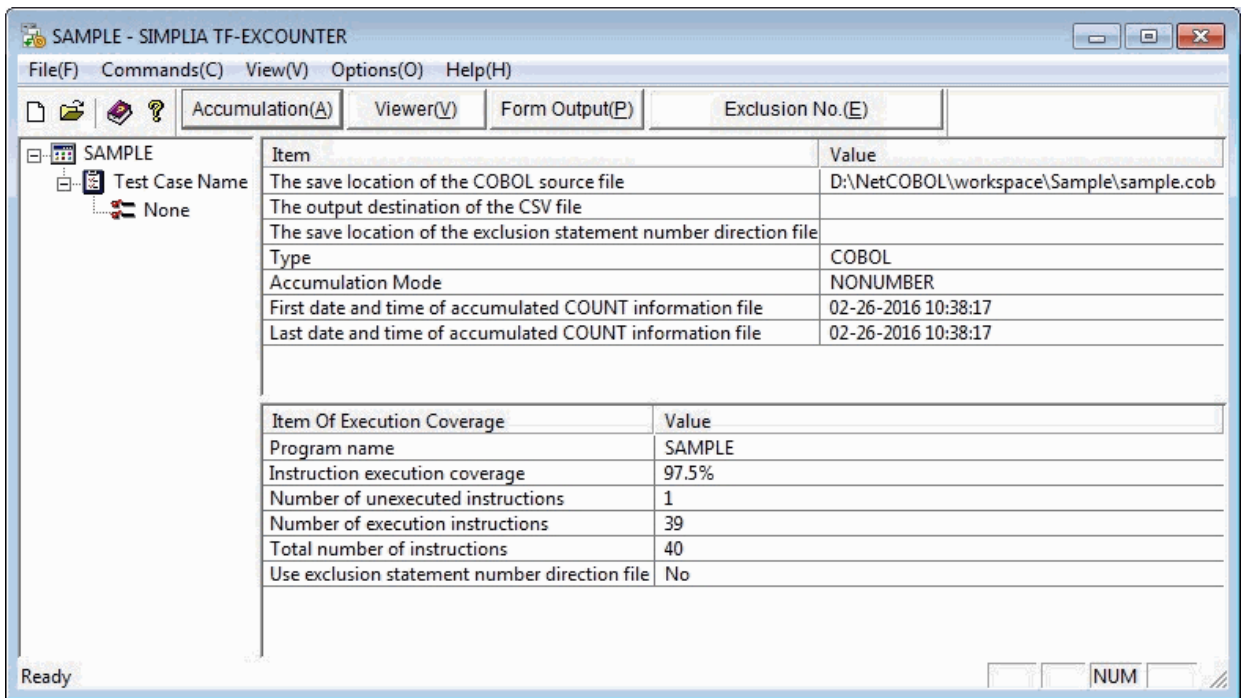 SAMPLE - SIMPLIA TF-EXCOUNTER
File(F) Commands(C) View(V) Options(O) Help(H)
Accumulation(A) Viewer(V) Form Output(P) Exclusion No.(E)
SAMPLE
Test Case Name
None
Item Value
The save location of the COBOL source file D:\NetCOBOL\workspace\Sample\sample.cob
The output destination of the CSV file
The save location of the exclusion statement number direction file
Type COBOL
Accumulation Mode NONUMBER
First date and time of accumulated COUNT information file 02-26-2016 10:38:17
Last date and time of accumulated COUNT information file 02-26-2016 10:38:17
Item Of Execution Coverage Value
Program name SAMPLE
Instruction execution coverage 97.5%
Number of unexecuted instructions 1
Number of execution instructions 39
Total number of instructions 40
Use exclusion statement number direction file No
Ready NUM